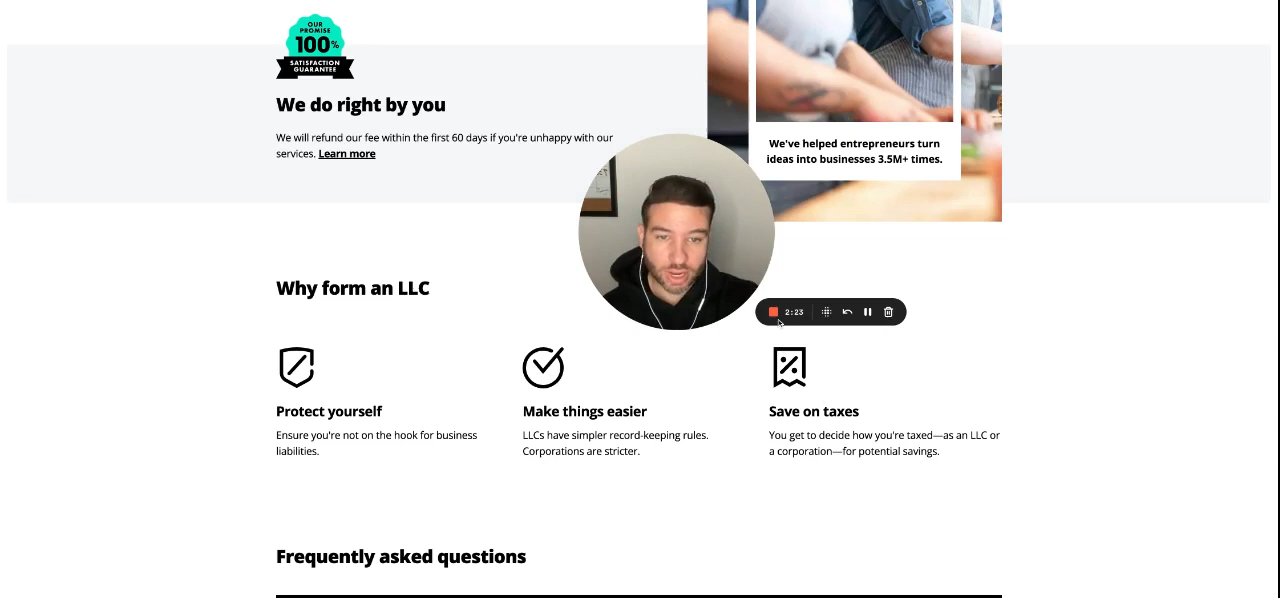 OUR
PROMISE
100%
SATISFACTION
GUARANTEE
We do right by you
We will refund our fee within the first 60 days if you're unhappy with our
services. Learn more
We've helped entrepreneurs turn
ideas into businesses 3.5M+ times.
2:23
Why form an LLC
Protect yourself
Ensure you're not on the hook for business
liabilities.
Make things easier
LLCs have simpler record-keeping rules.
Corporations are stricter.
Save on taxes
You get to decide how you're taxed—as an LLC or
a corporation—for potential savings.
Frequently asked questions